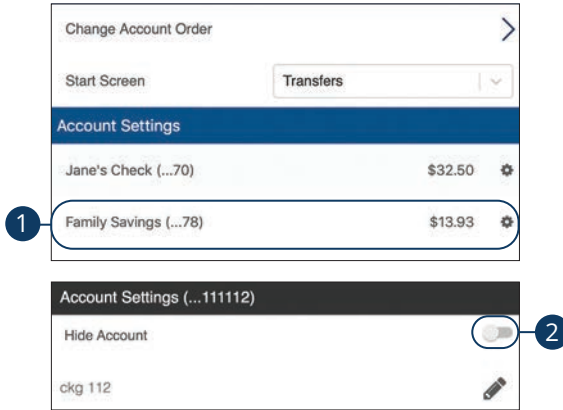 Change Account Order
Start Screen Transfers
Account Settings
Jane's Check (...70) $32.50
1 Family Savings (...78) $13.93
Account Settings (...111112)
Hide Account 2
ckg 112